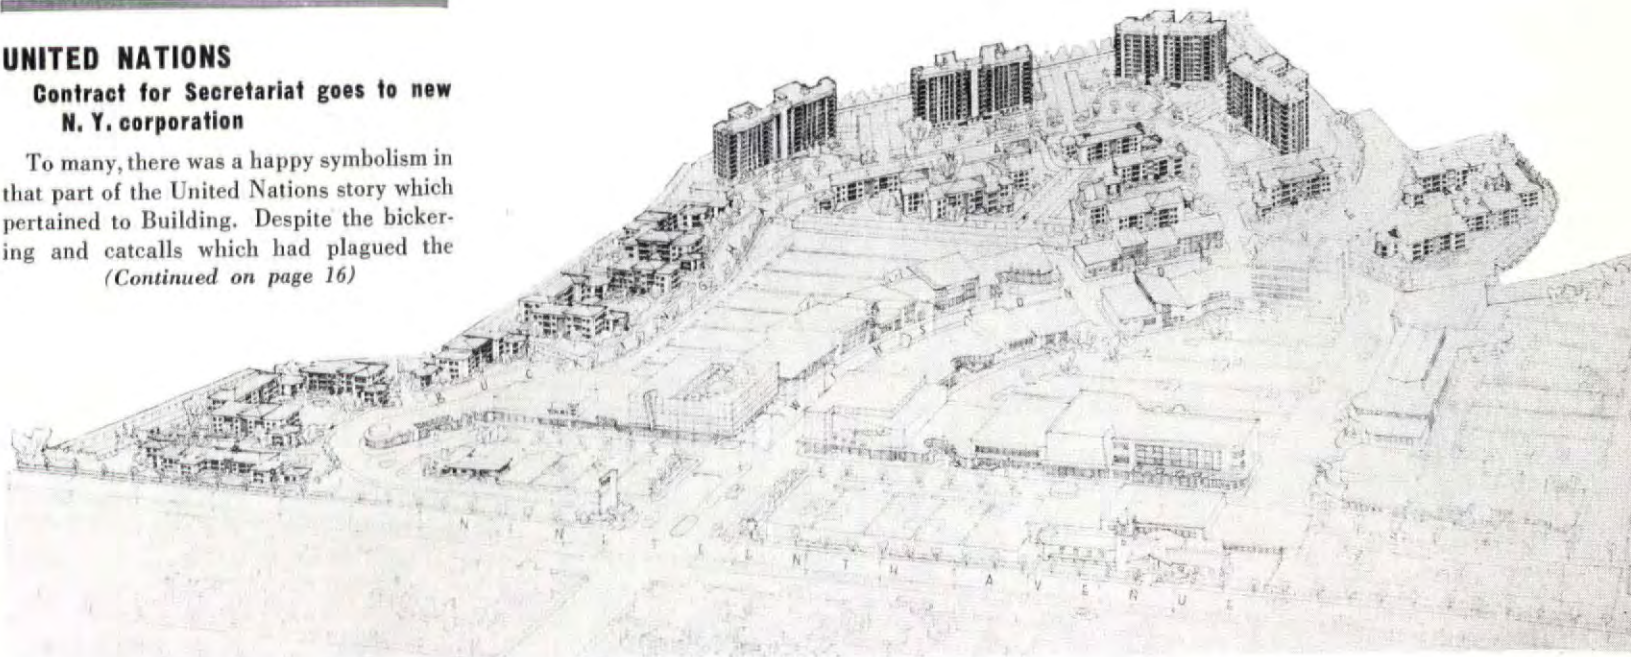 UNITED NATIONS
Contract for Secretariat goes to new
N. Y. corporation
To many, there was a happy symbolism in
that part of the United Nations story which
pertained to Building. Despite the bicker-
ing and catcalls which had plagued the
(Continued on page 16)
NINETEENTH AVENUE